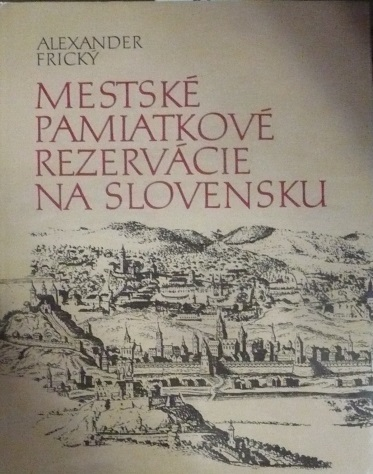 ALEXANDER
FRICKÝ
MESTSKÉ
PAMIATKOVÉ
REZERVÁCIE
NA SLOVENSKU